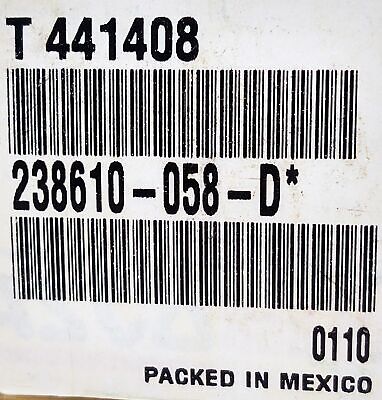 T 441408
238610-058-D*
0110
PACKED IN MEXICO